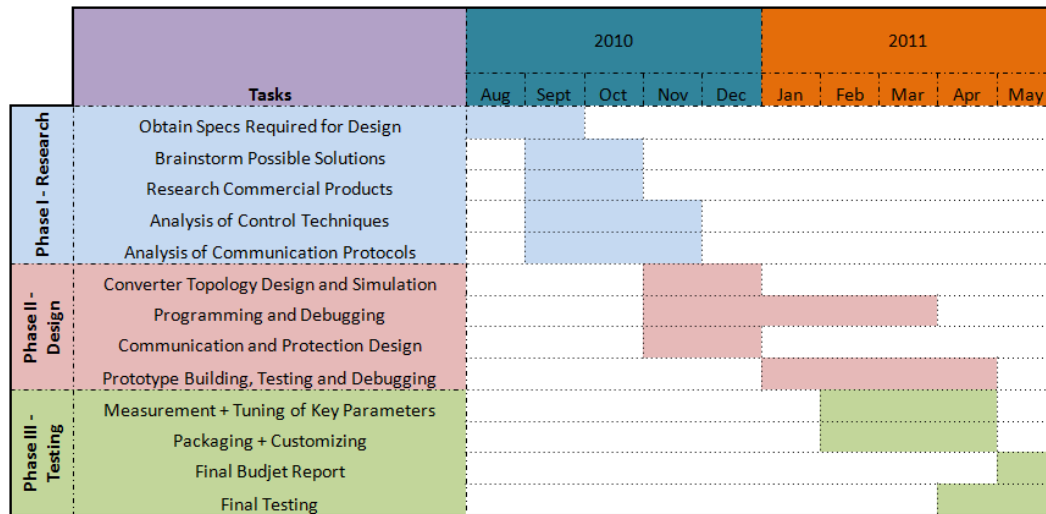 2010 2011
Tasks Aug Sept Oct Nov Dec Jan Feb Mar Apr May
Phase I - Research
Obtain Specs Required for Design
Brainstorm Possible Solutions
Research Commercial Products
Analysis of Control Techniques
Analysis of Communication Protocols
Phase II -
Design
Converter Topology Design and Simulation
Programming and Debugging
Communication and Protection Design
Prototype Building, Testing and Debugging
Phase III -
Testing
Measurement + Tuning of Key Parameters
Packaging + Customizing
Final Budjet Report
Final Testing